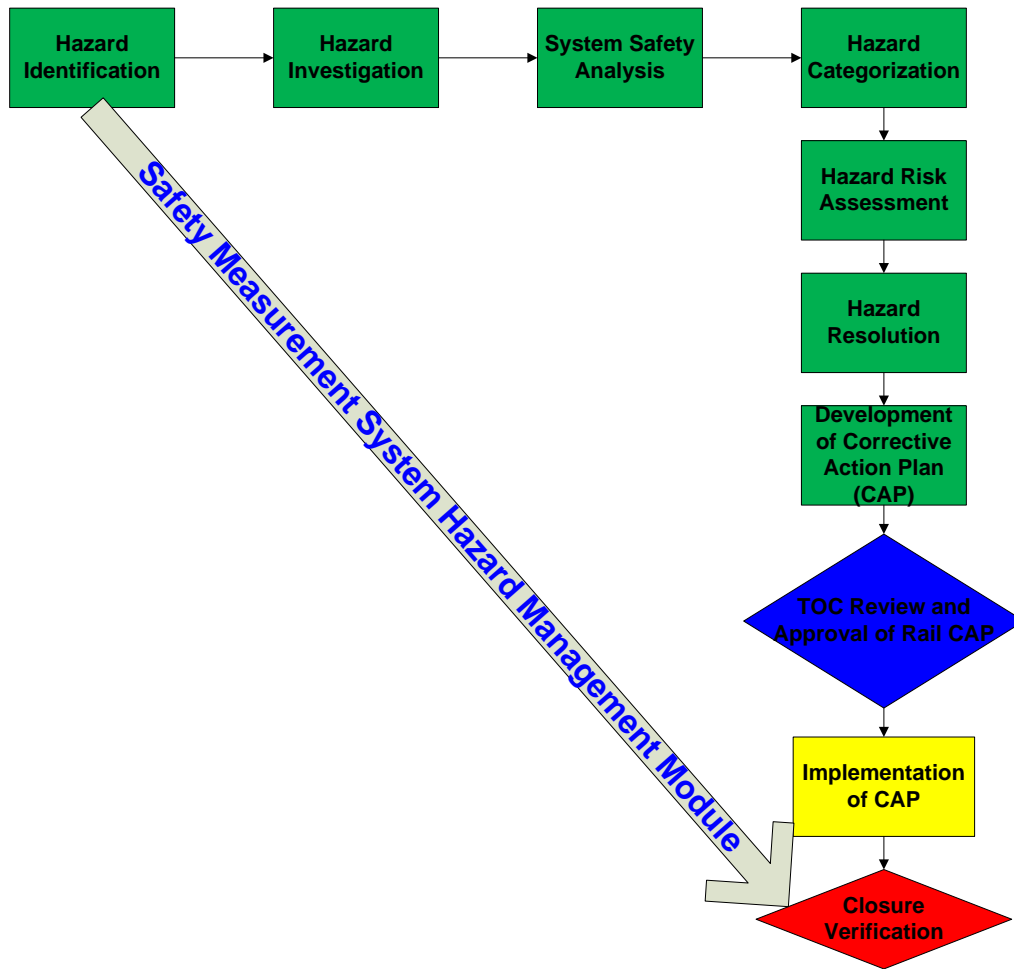 Hazard
Identification
Hazard
Investigation
System Safety
Analysis
Hazard
Categorization
Hazard Risk
Assessment
Hazard
Resolution
Development
of Corrective
Action Plan
(CAP)
TOC Review and
Approval of Rail CAP
Implementation
of CAP
Closure
Verification
Safety Measurement System Hazard Management Module